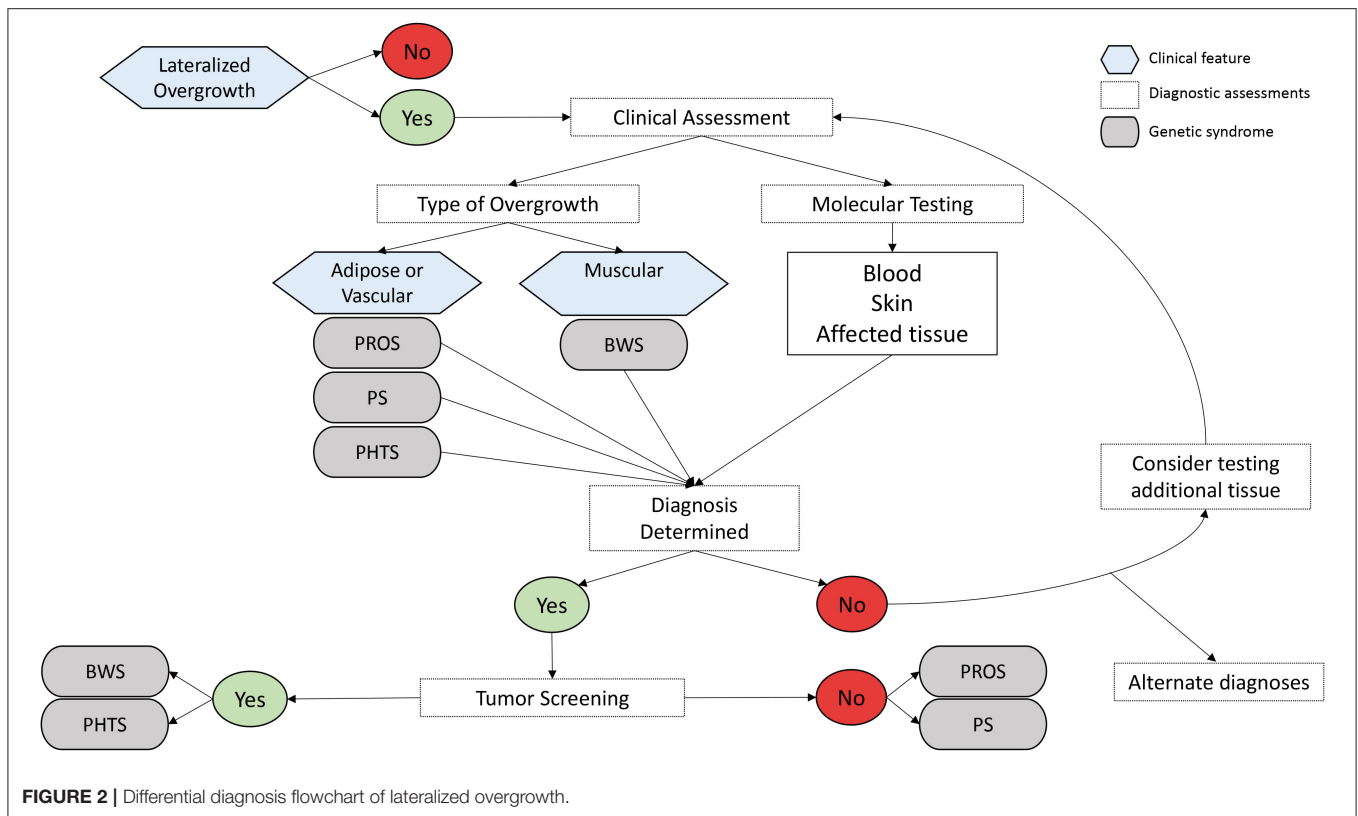 Lateralized
Overgrowth
No
Yes
Clinical feature
Diagnostic assessments
Genetic syndrome
Clinical Assessment
Type of Overgrowth
Molecular Testing
Adipose or
Vascular
Muscular
Blood
Skin
Affected tissue
PROS
BWS
PS
PHTS
Consider testing
additional tissue
Diagnosis
Determined
Yes
No
BWS
PHTS
Yes
Tumor Screening
No
PROS
PS
Alternate diagnoses
FIGURE 2 | Differential diagnosis flowchart of lateralized overgrowth.